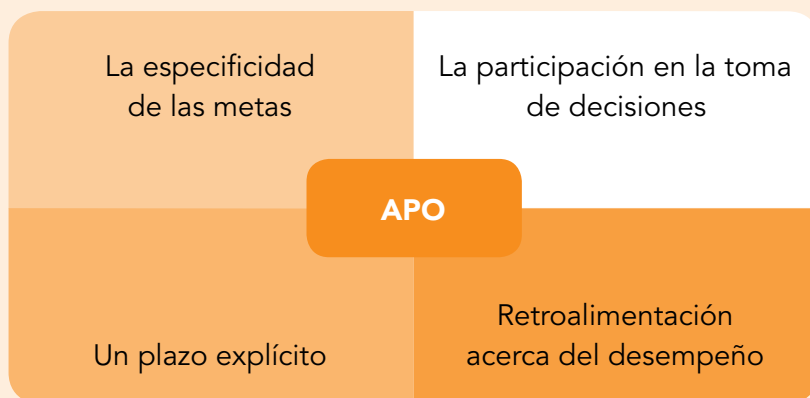 La especificidad
de las metas
La participación en la toma
de decisiones
APO
Un plazo explícito
Retroalimentación
acerca del desempeño